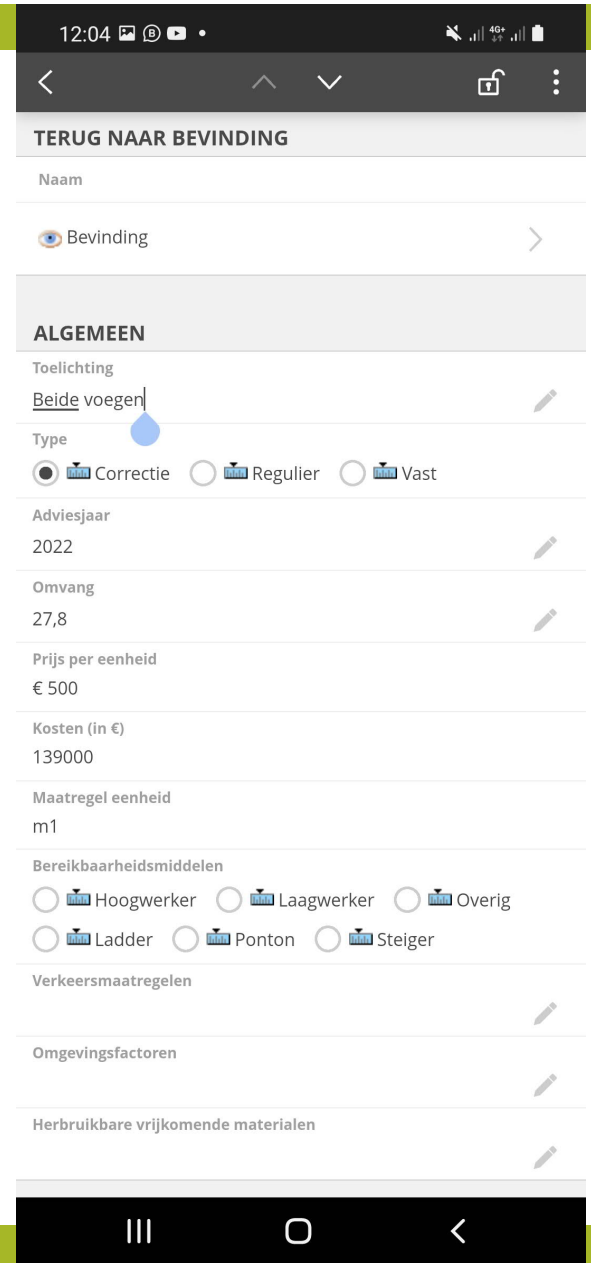 12:04
4G+
TERUG NAAR BEVINDING
Naam
Bevinding
ALGEMEEN
Toelichting
Beide voegen
Type
Correctie Regulier Vast
Adviesjaar
2022
Omvang
27,8
Prijs per eenheid
€ 500
Kosten (in €)
139000
Maatregel eenheid
m1
Bereikbaarheidsmiddelen
Hoogwerker Laagwerker Overig
Ladder Ponton Steiger
Verkeersmaatregelen
Omgevingsfactoren
Herbruikbare vrijkomende materialen